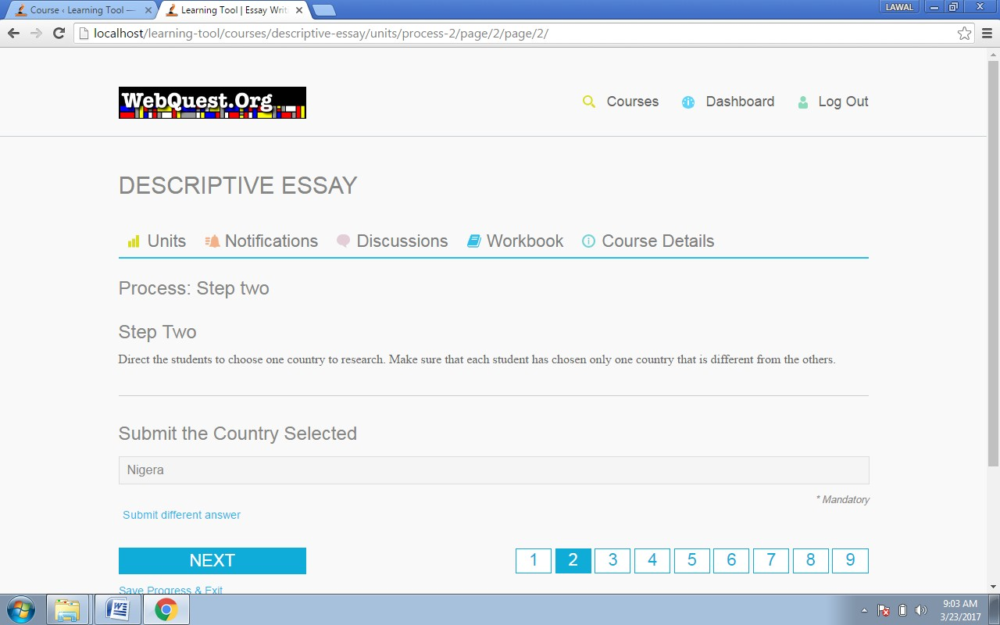 Course ‹ Learning Tool —
Learning Tool | Essay Writ
LAWAL
localhost/learning-tool/courses/descriptive-essay/units/process-2/page/2/page/2/
WebQuest.Org
Courses
Dashboard
Log Out
DESCRIPTIVE ESSAY
Units
Notifications
Discussions
Workbook
Course Details
Process: Step two
Step Two
Direct the students to choose one country to research. Make sure that each student has chosen only one country that is different from the others.
Submit the Country Selected
Nigera
* Mandatory
Submit different answer
NEXT
1 2 3 4 5 6 7 8 9
Save Progress & Exit
9:03 AM
3/23/2017